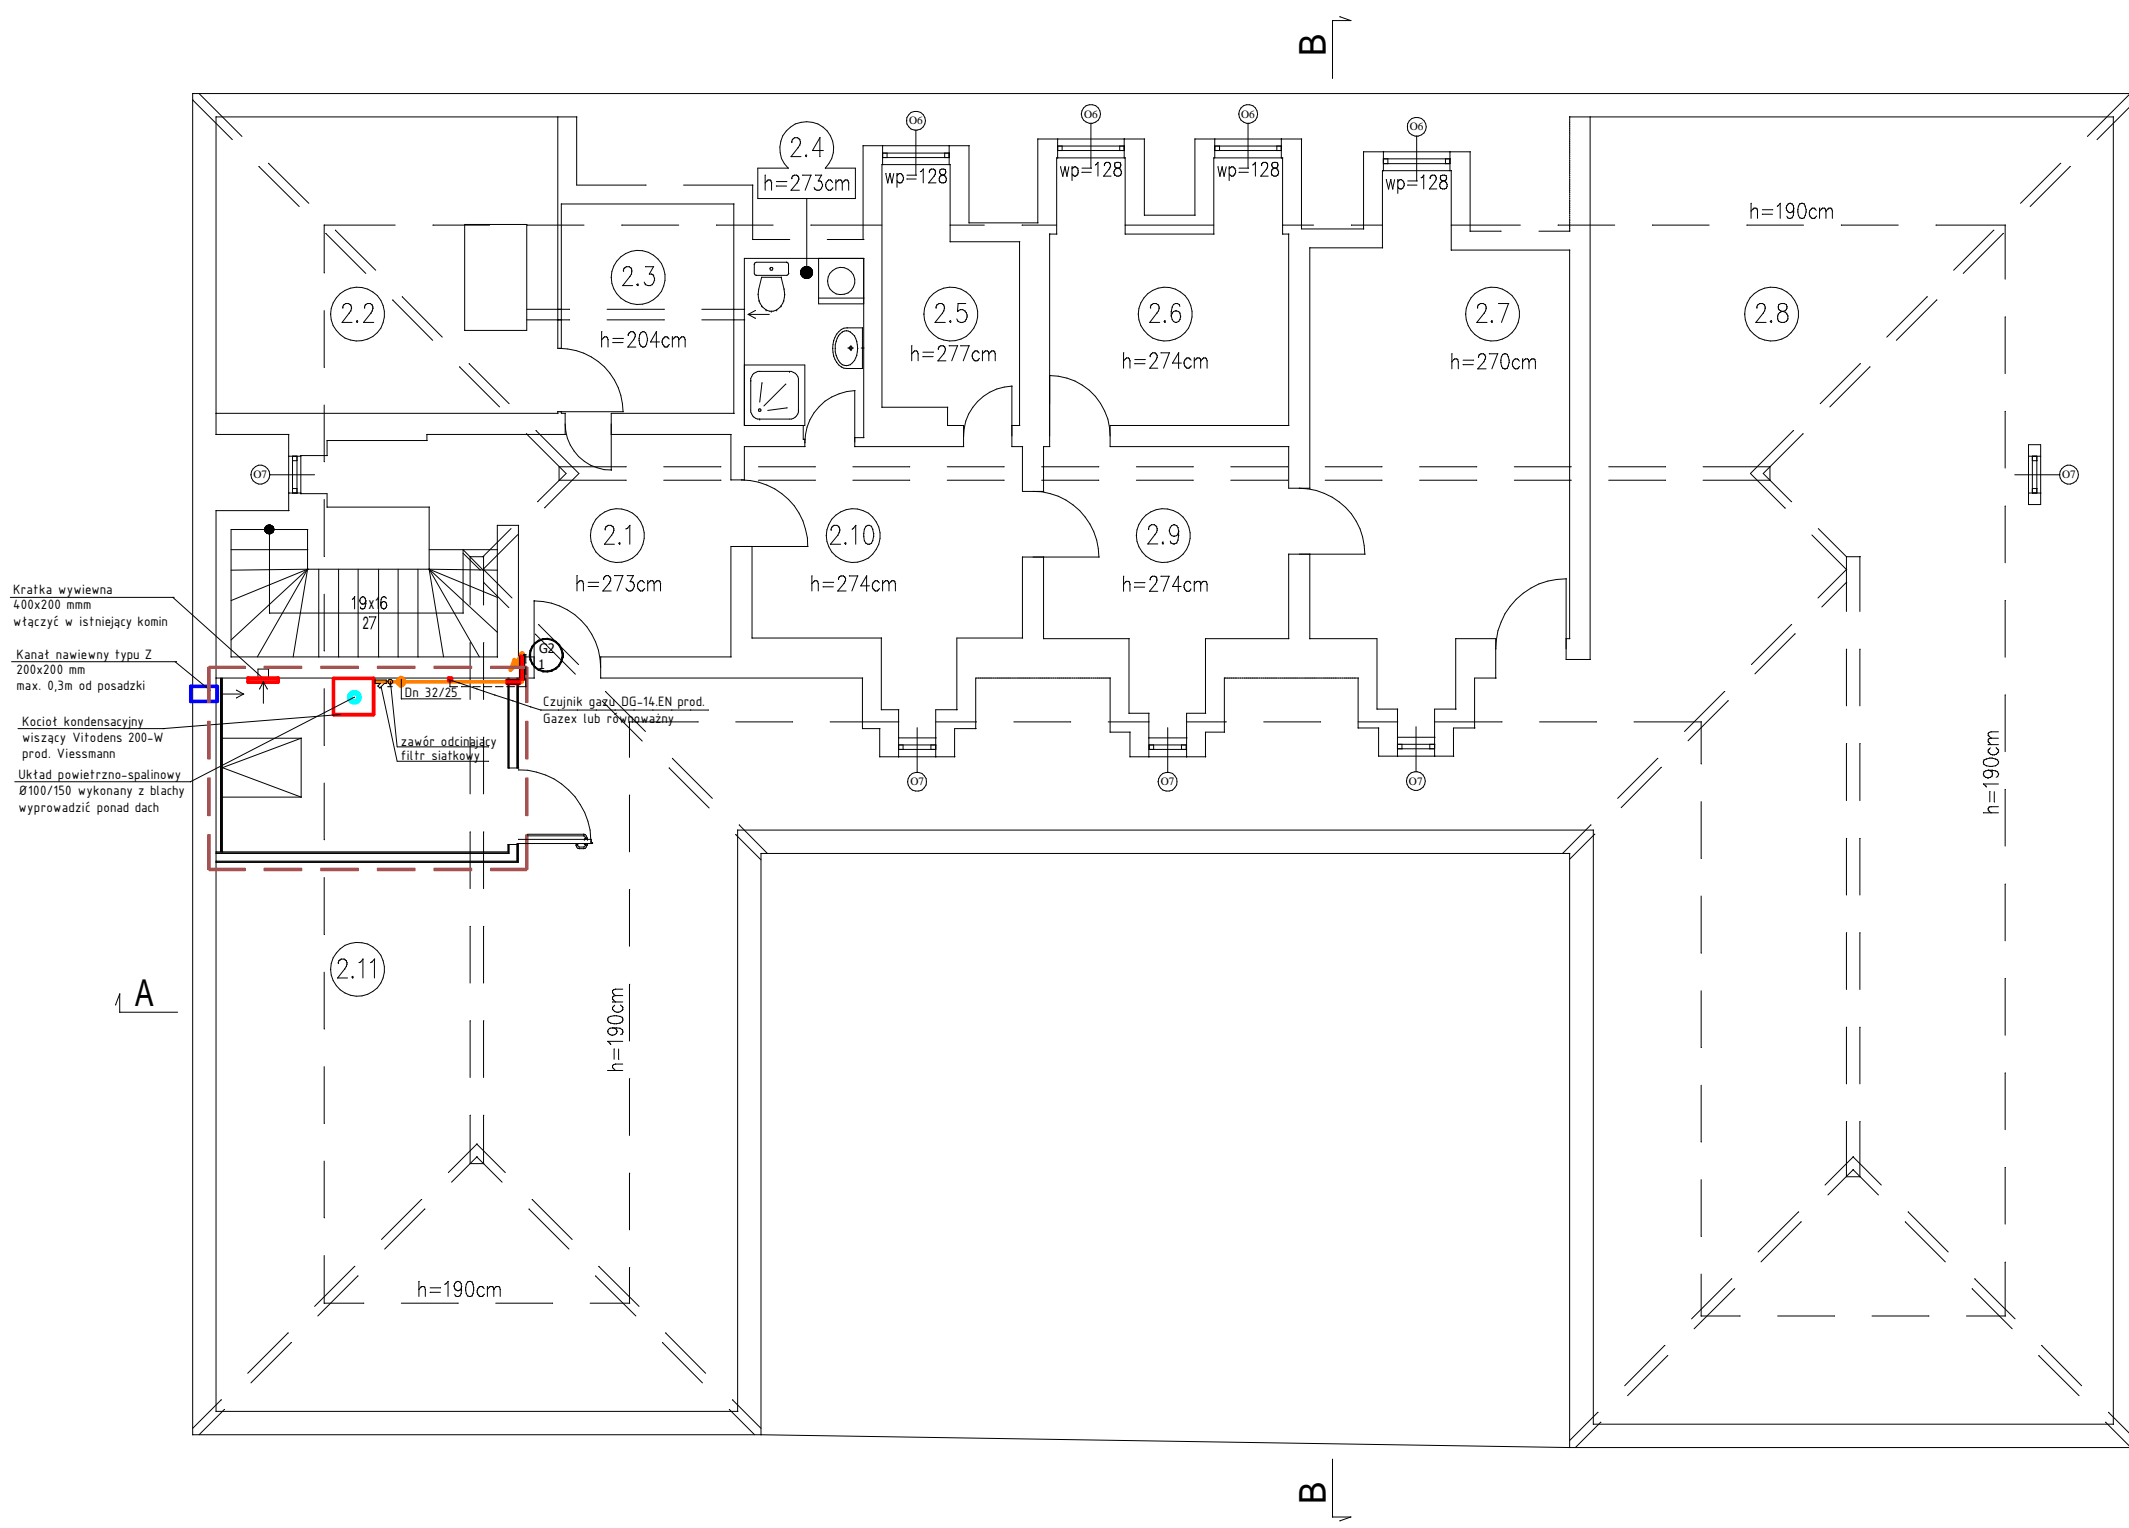 B
O6
O6
O6
O6
2.4
h=273cm
wp=128
wp=128
wp=128
wp=128
h=190cm
2.2
2.3
h=204cm
2.5
h=277cm
2.6
h=274cm
2.7
h=270cm
2.8
O7
O7
2.1
h=273cm
2.10
h=274cm
2.9
h=274cm
19x16
27
Kratka wywiewna
400x200 mmm
włączyć w istniejący komin
Kanał nawiewny typu Z
200x200 mm
max. 0,3m od posadzki
Kocioł kondensacyjny
wiszący Vitodens 200-W
prod. Viessmann
Układ powietrzno-spalinowy
Ø100/150 wykonany z blachy
wyprowadzić ponad dach
G2
1
Dn 32/25
Czujnik gazu DG-14.EN prod.
Gazex lub równoważny
zawór odcinający
filtr siatkowy
O7
O7
O7
h=190cm
2.11
A
h=190cm
h=190cm
B